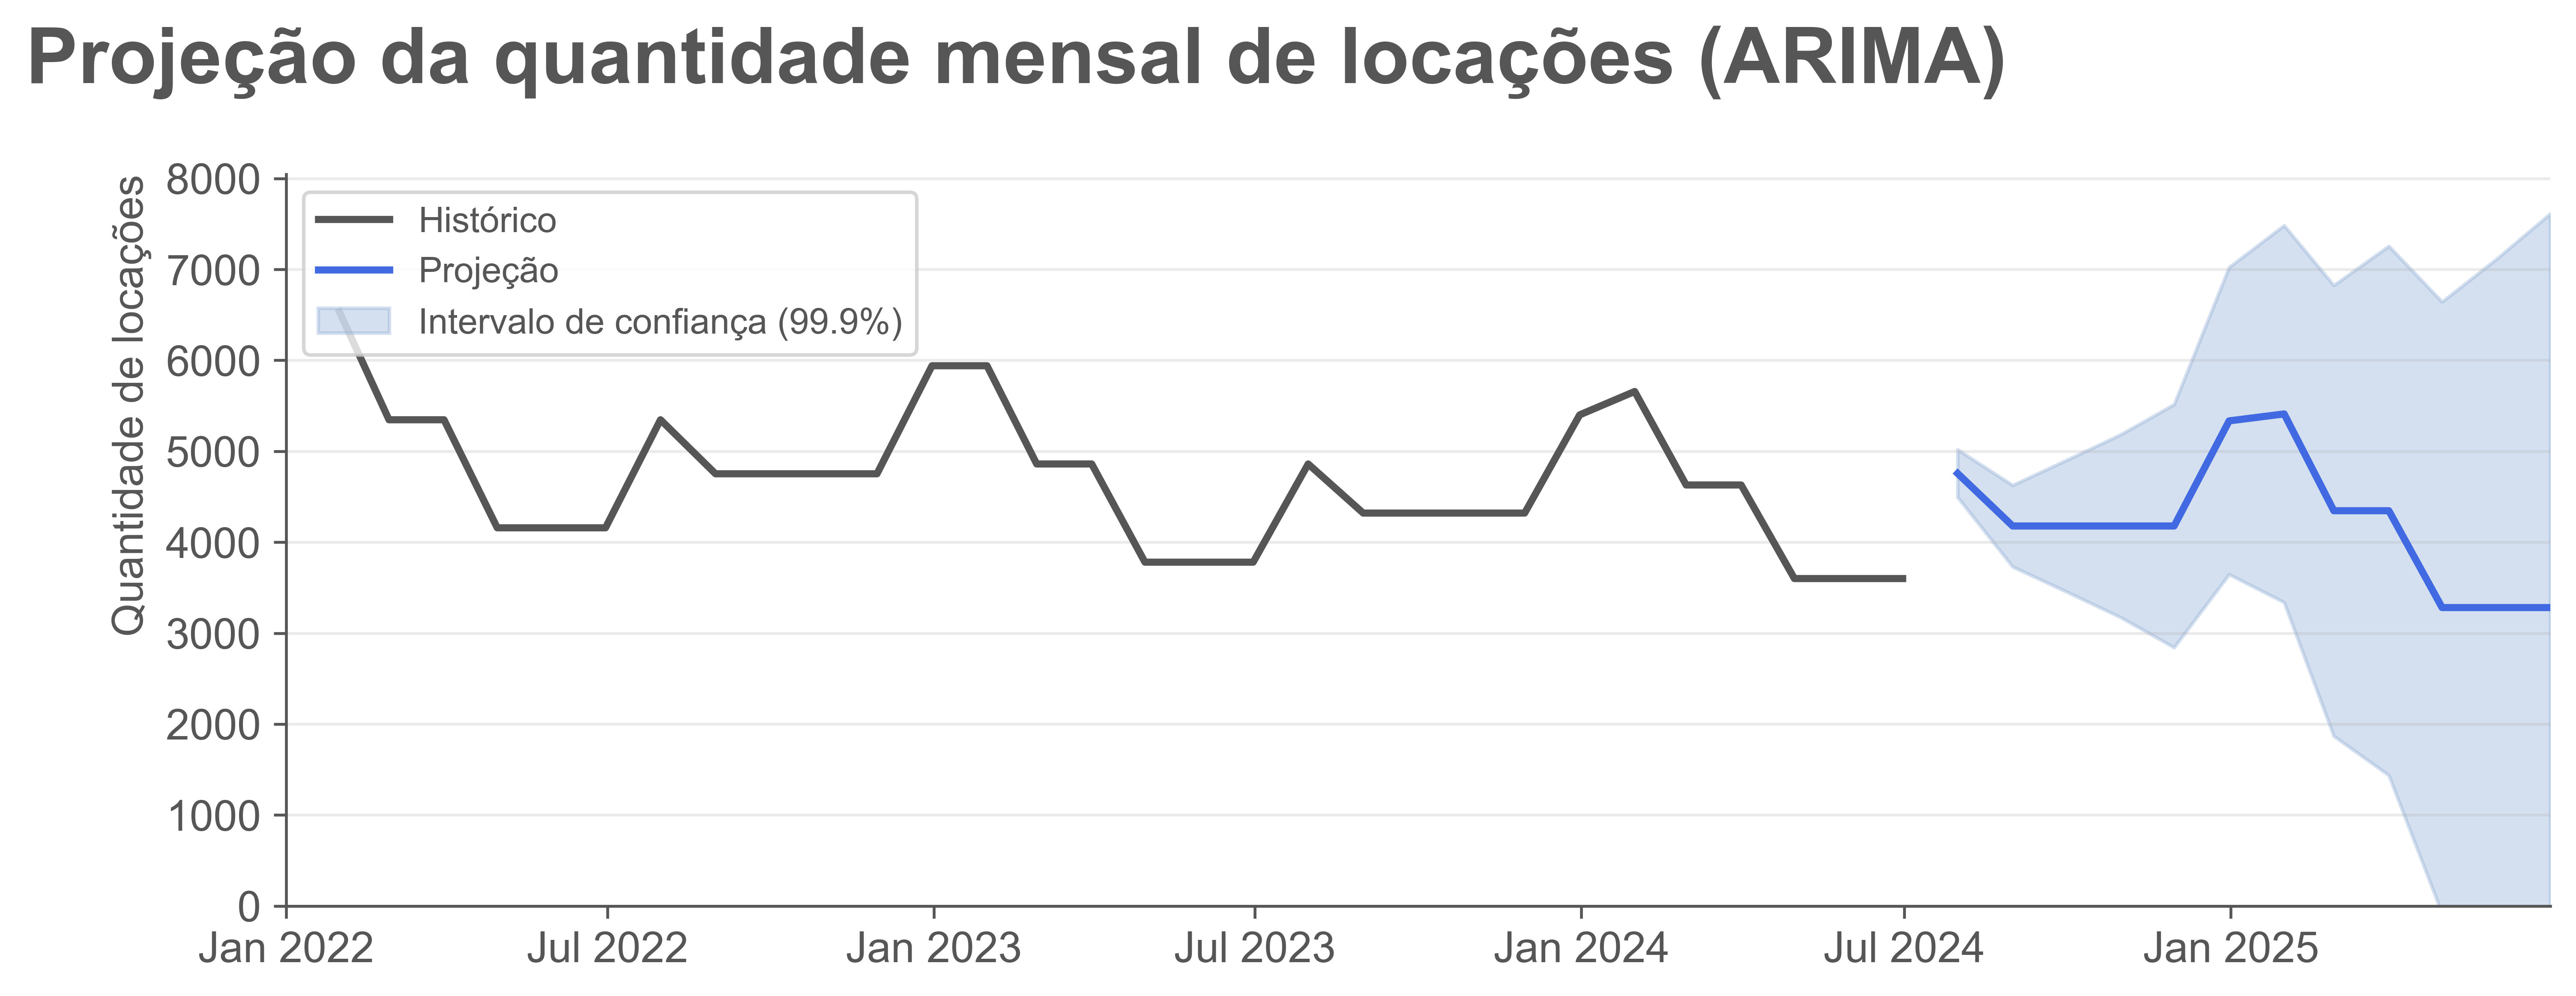 Projeção da quantidade mensal de locações (ARIMA)
Quantidade de locações
8000
7000
6000
5000
4000
3000
2000
1000
0
Histórico
Projeção
Intervalo de confiança (99.9%)
Jan 2022
Jul 2022
Jan 2023
Jul 2023
Jan 2024
Jul 2024
Jan 2025